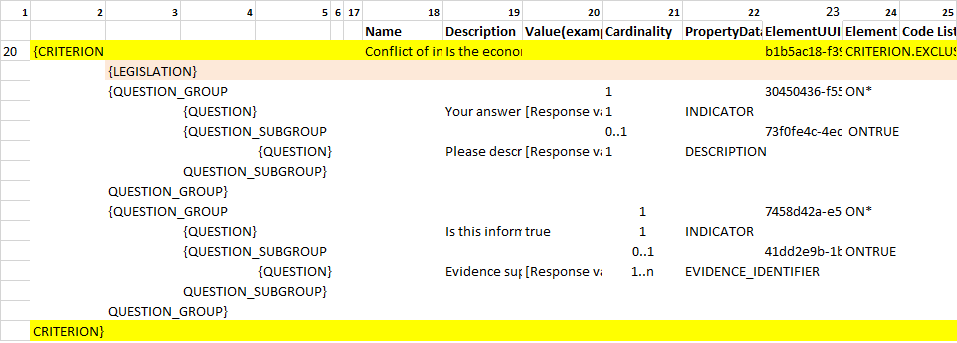 1 2 3 4 5 6 17 18 19 20 21 22 23 24 25
Name Description Value(examp Cardinality PropertyData ElementUUI Element Code List
20 {CRITERION Conflict of in Is the econo b1b5ac18-f39 CRITERION.EXCLUS
{LEGISLATION}
{QUESTION_GROUP 1 30450436-f55 ON*
{QUESTION} Your answer [Response va 1 INDICATOR
{QUESTION_SUBGROUP 0..1 73f0fe4c-4ec ONTRUE
{QUESTION} Please descr [Response va 1 DESCRIPTION
QUESTION_SUBGROUP}
QUESTION_GROUP}
{QUESTION_GROUP 1 7458d42a-e5 ON*
{QUESTION} Is this inform true 1 INDICATOR
{QUESTION_SUBGROUP 0..1 41dd2e9b-1b ONTRUE
{QUESTION} Evidence sup [Response va 1..n EVIDENCE_IDENTIFIER
QUESTION_SUBGROUP}
QUESTION_GROUP}
CRITERION}